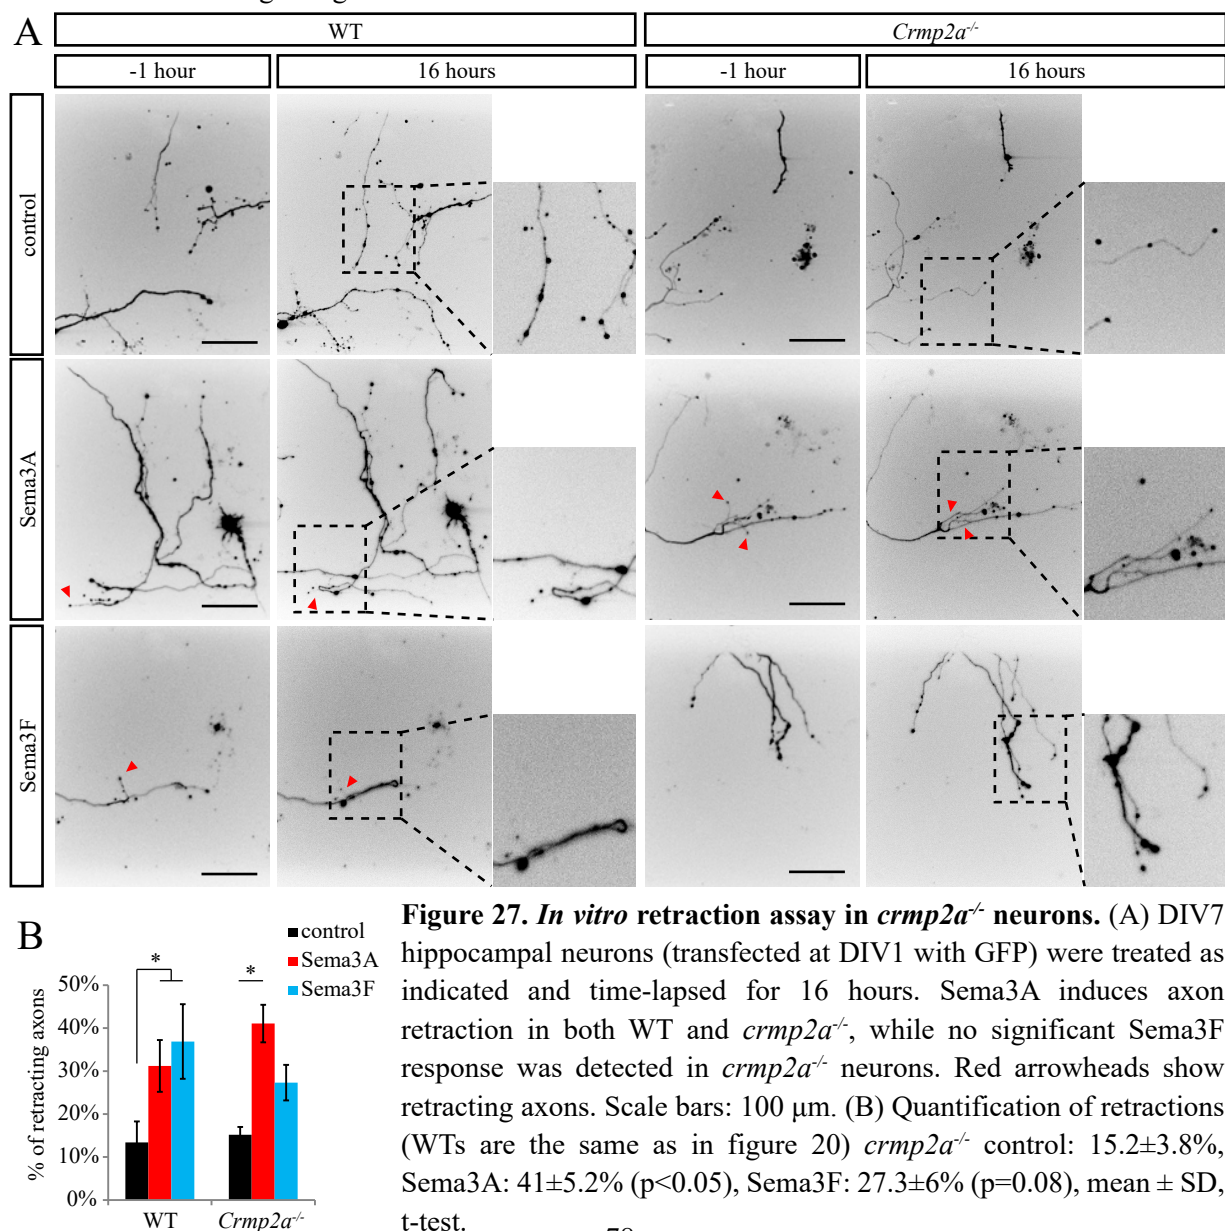 A
WT
Crmp2a-/-
-1 hour
16 hours
-1 hour
16 hours
control
Sema3A
Sema3F
B
control
Sema3A
Sema3F
*
*
% of retracting axons
50%
40%
30%
20%
10%
0%
WT
Crmp2a-/-
Figure 27. In vitro retraction assay in crmp2a-/- neurons. (A) DIV7
hippocampal neurons (transfected at DIV1 with GFP) were treated as
indicated and time-lapsed for 16 hours. Sema3A induces axon
retraction in both WT and crmp2a-/-, while no significant Sema3F
response was detected in crmp2a-/- neurons. Red arrowheads show
retracting axons. Scale bars: 100 μm. (B) Quantification of retractions
(WTs are the same as in figure 20) crmp2a-/- control: 15.2±3.8%,
Sema3A: 41±5.2% (p<0.05), Sema3F: 27.3±6% (p=0.08), mean ± SD,
t-test.